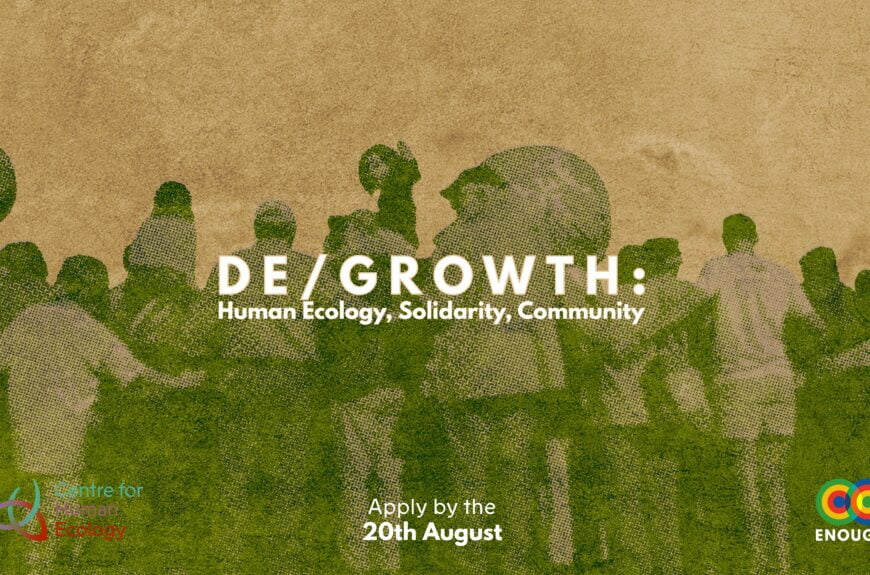 DE/GROWTH:
Human Ecology, Solidarity, Community
Centre for
Human
Ecology
Apply by the
20th August
ENOUG